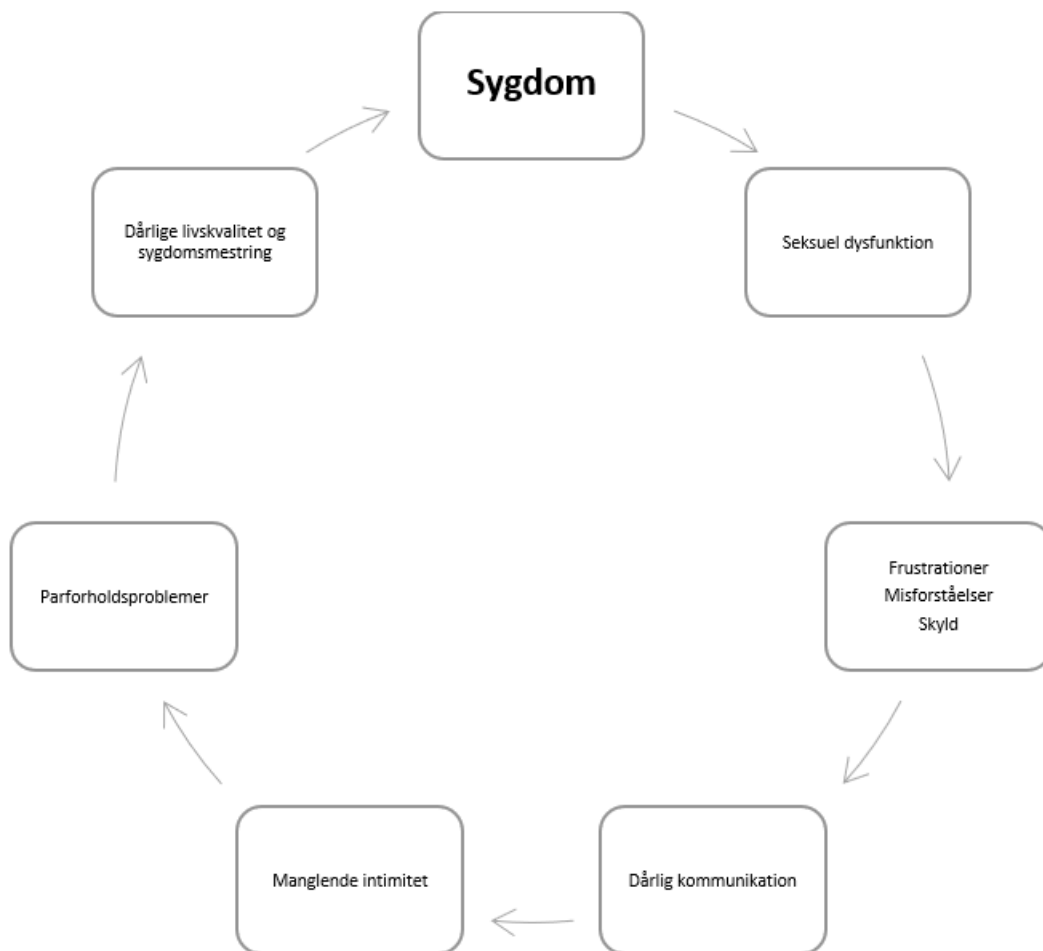 Sygdom
Seksuel dysfunktion
Frustrationer
Misforståelser
Skyld
Dårlig kommunikation
Manglende intimitet
Parforholdsproblemer
Dårlige livskvalitet og
sygdomsmestring